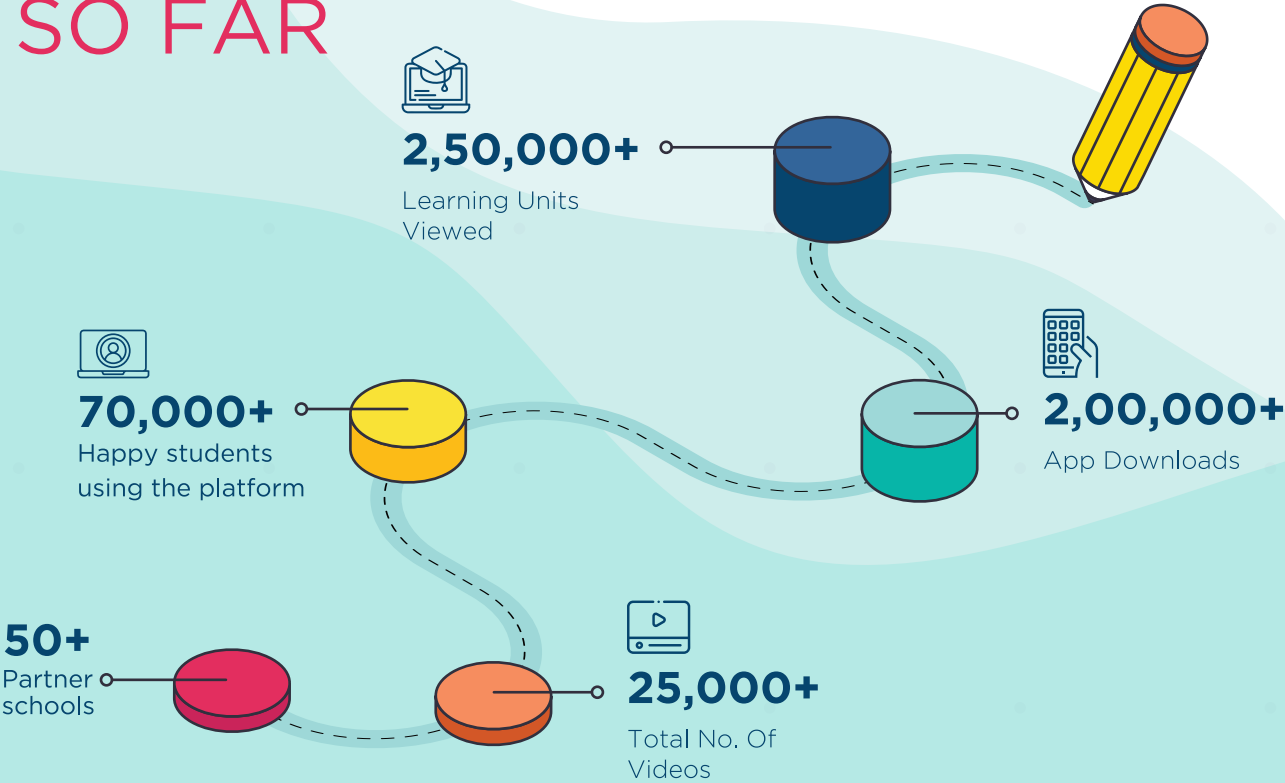 SO FAR
2,50,000+
Learning Units
Viewed
70,000+
Happy students
using the platform
2,00,000+
App Downloads
50+
Partner
schools
25,000+
Total No. Of
Videos